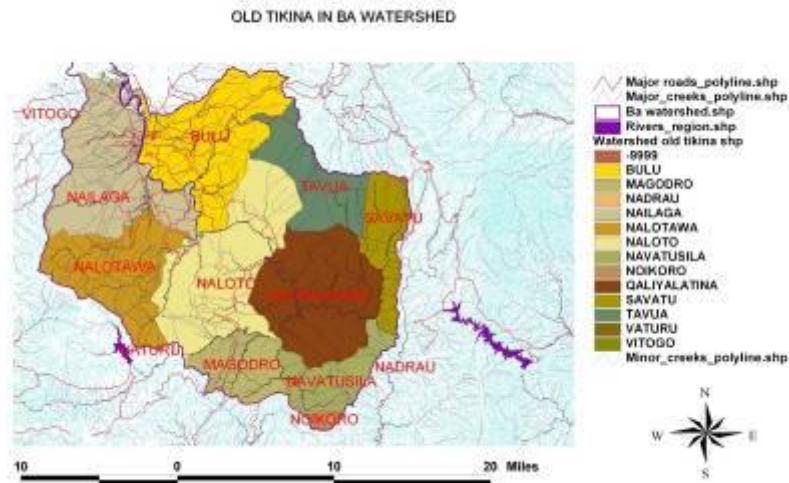 OLD TIKINA IN BA WATERSHED
VITOGO
BULU
NAILAGA
TAVUA
SAVATU
NALOTAWA
NALOTO
VATURU
MAGODRO
NADRAU
NAVATUSILA
NOIKORO
Major roads_polyline.shp
Major_creeks_polyline.shp
Ba watershed.shp
Rivers_region.shp
Watershed old tikina shp
-9999
BULU
MAGODRO
NADRAU
NAILAGA
NALOTAWA
NALOTO
NAVATUSILA
NOIKORO
QALIYALATINA
SAVATU
TAVUA
VATURU
VITOGO
Minor_creeks_polyline.shp
N
W E
S
10 0 10 20 Miles